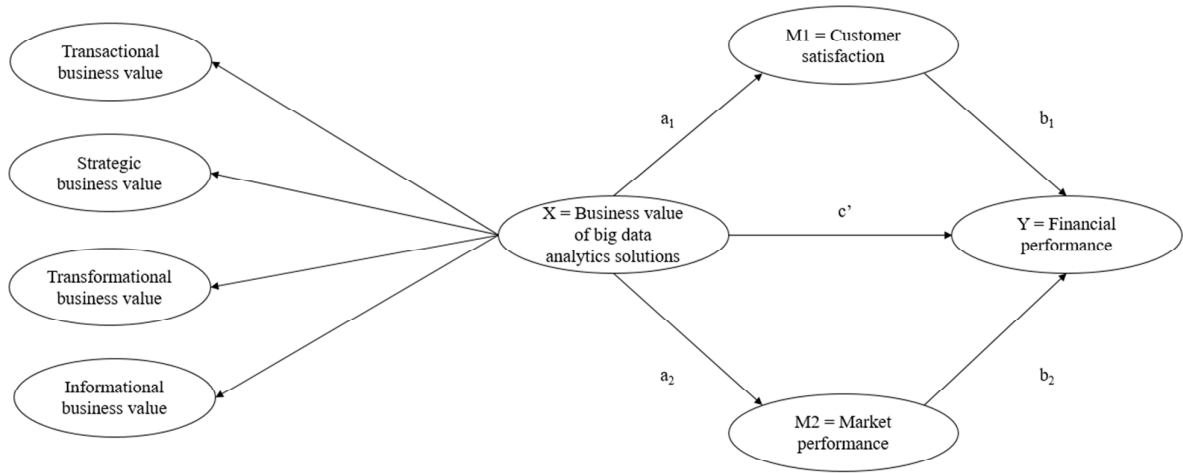 Transactional
business value
Strategic
business value
Transformational
business value
Informational
business value
X = Business value
of big data
analytics solutions
M1 = Customer
satisfaction
a₁
b₁
c’
Y = Financial
performance
a₂
b₂
M2 = Market
performance